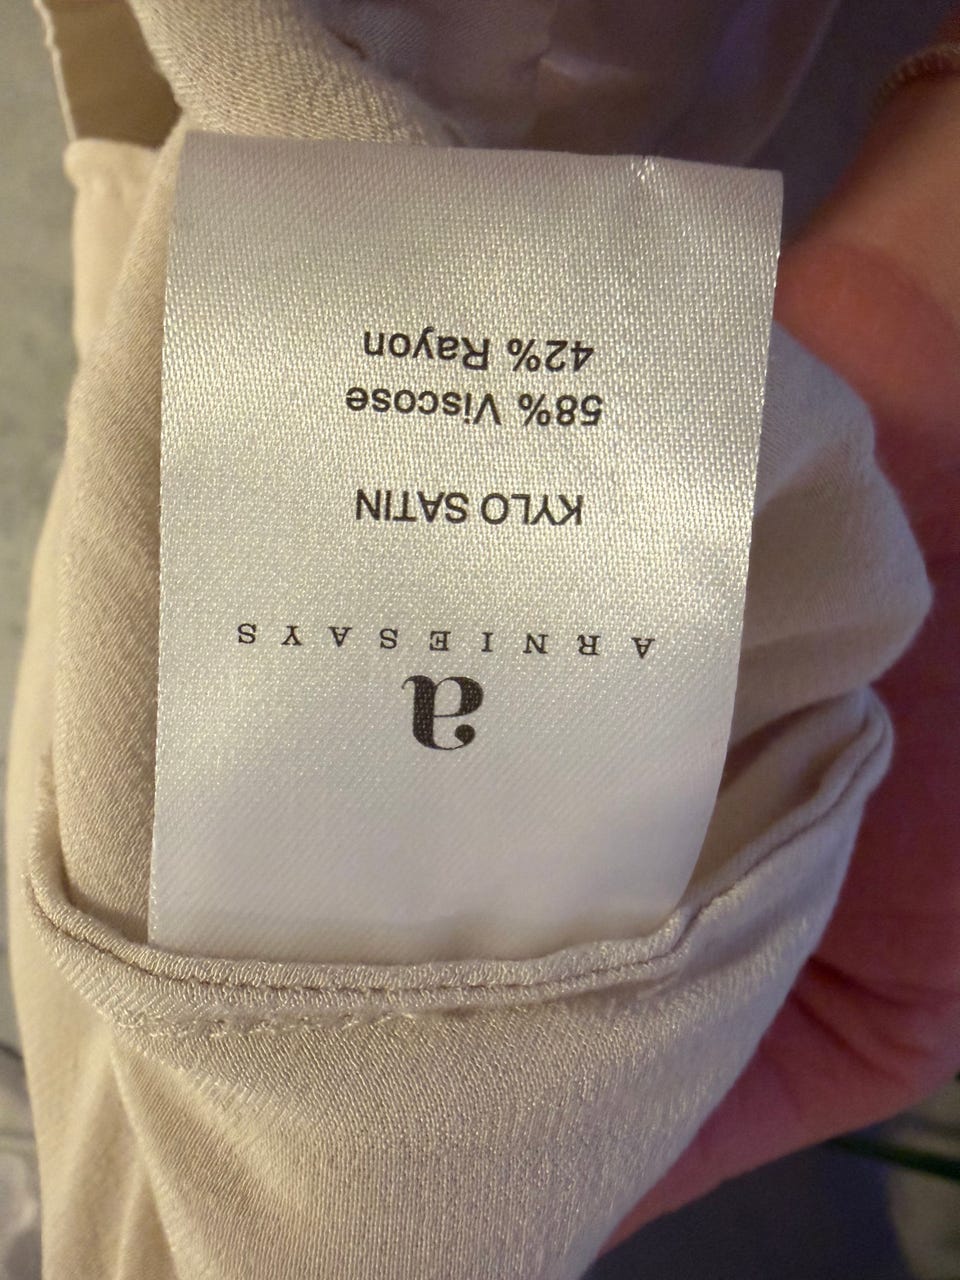 a
ARNIESAYS
KYLO SATIN
58% Viscose
42% Rayon